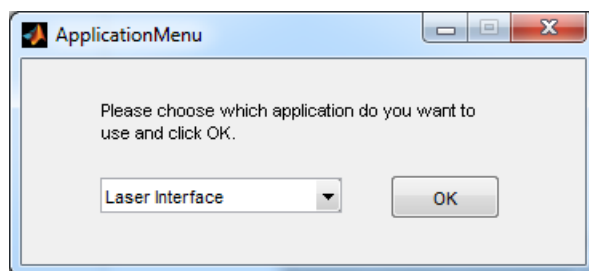 ApplicationMenu
Please choose which application do you want to
use and click OK.
Laser Interface
OK